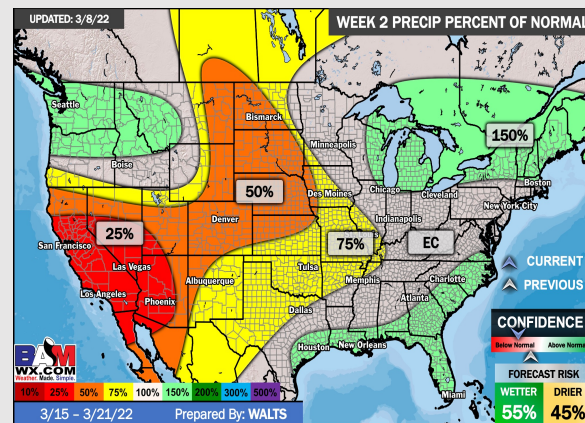 UPDATED: 3/8/22
WEEK 2 PRECIP PERCENT OF NORMAL
Seattle
Bismarck
150%
Minneapolis
Boise
50%
Des Moines
Chicago
Cleveland
Boston
New York City
Denver
Indianapolis
25%
San Francisco
75%
EC
Las Vegas
CURRENT
Los Angeles
Phoenix
Albuquerque
Tulsa
Memphis
Charlotte
PREVIOUS
Atlanta
Dallas
Houston
New Orleans
Miami
CONFIDENCE
Below Normal
Above Norma
FORECAST RISK
WETTER
DRIER
55%
45%
BAM
WX.COM
Weather. Made. Simple.
10% 25% 50% 75% 100% 150% 200% 300% 500%
3/15 – 3/21/22
Prepared By: WALTS